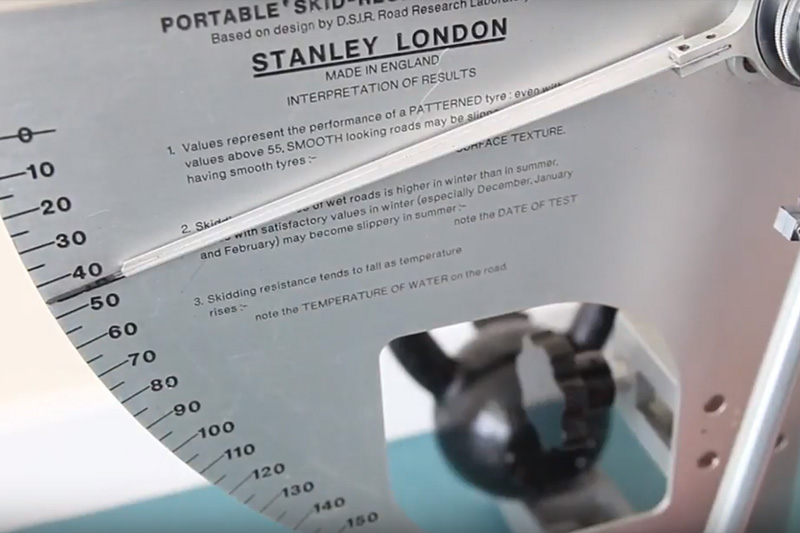 PORTABLE SKID-RES
Based on design by D.S.I.R. Road Research Laboratory
STANLEY LONDON
MADE IN ENGLAND
INTERPRETATION OF RESULTS
1. Values represent the performance of a PATTERNED tyre: even with
values above 55, SMOOTH looking roads may be
having smooth tyres:-
SURFACE TEXTURE.
2. of wet roads is higher in winter than in summer,
with satisfactory values in winter (especially December, January
and February) may become slippery in summer:-
note the DATE OF TEST
3. Skidding resistance tends to fall as temperature
rises:-
note the TEMPERATURE OF WATER on the road
0
10
20
30
40
50
60
70
80
90
100
110
120
130
140
150